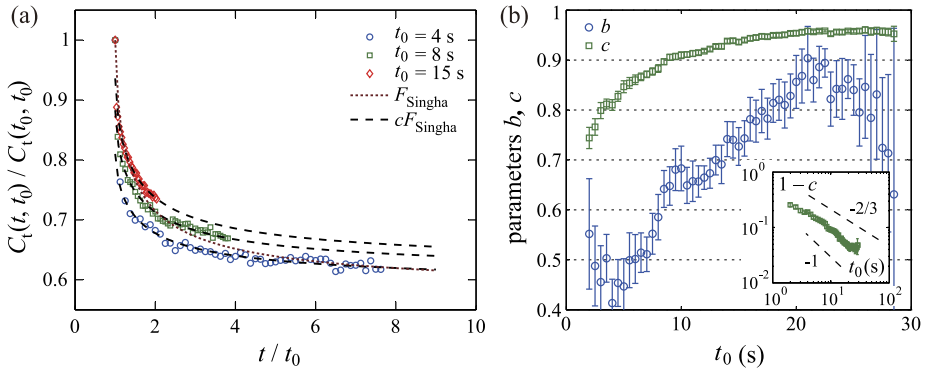 (a)
1
0.9
0.8
0.7
0.6
0
2
4
6
8
10
C_t(t, t_0) / C_t(t_0, t_0)
t / t_0
t_0 = 4 s
t_0 = 8 s
t_0 = 15 s
F_Singha
cF_Singha
(b)
1
0.9
0.8
0.7
0.6
0.5
0.4
0
10
20
30
parameters b, c
t_0 (s)
b
c
10^0
10^-1
10^-2
10^0
10^1
10^2
1 − c
-2/3
-1
t_0(s)